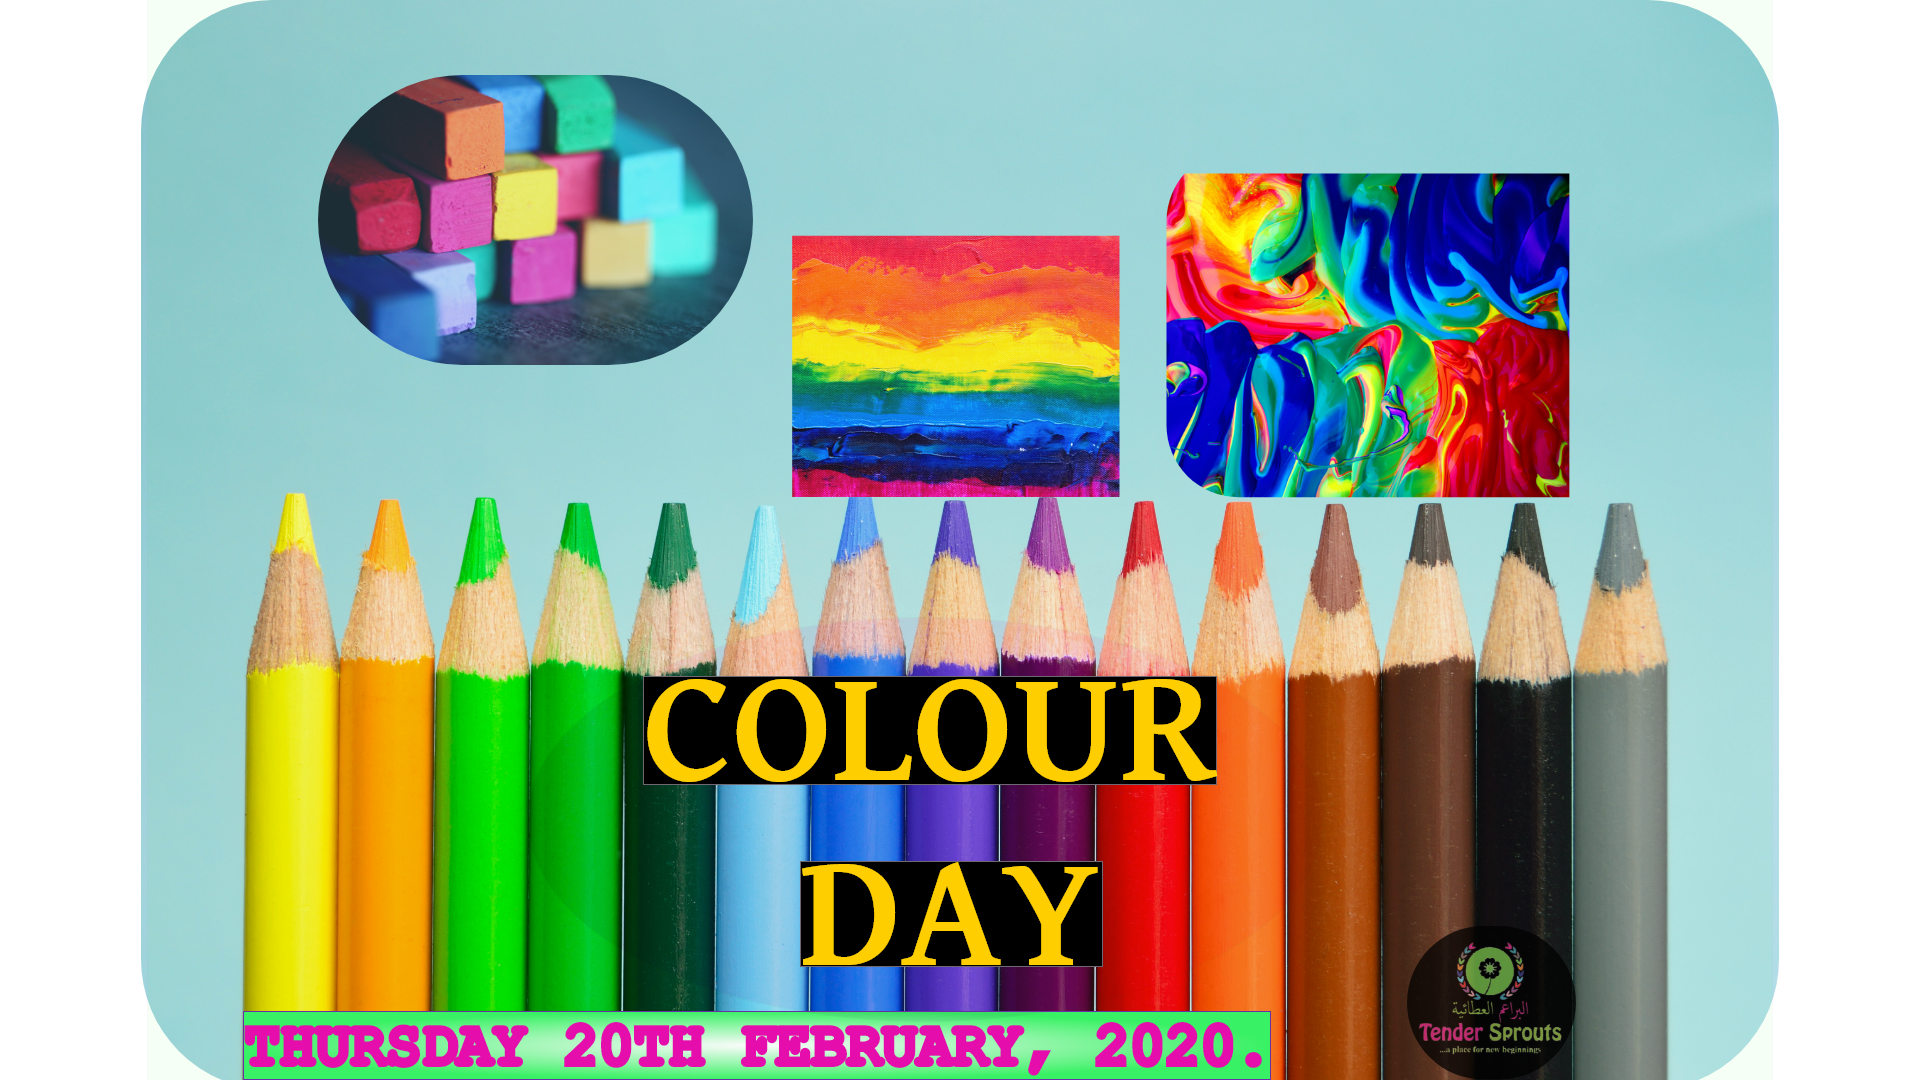 COLOUR
DAY
THURSDAY 20TH FEBRUARY, 2020.
البراعم العطائية
Tender Sprouts
...a place for new beginnings